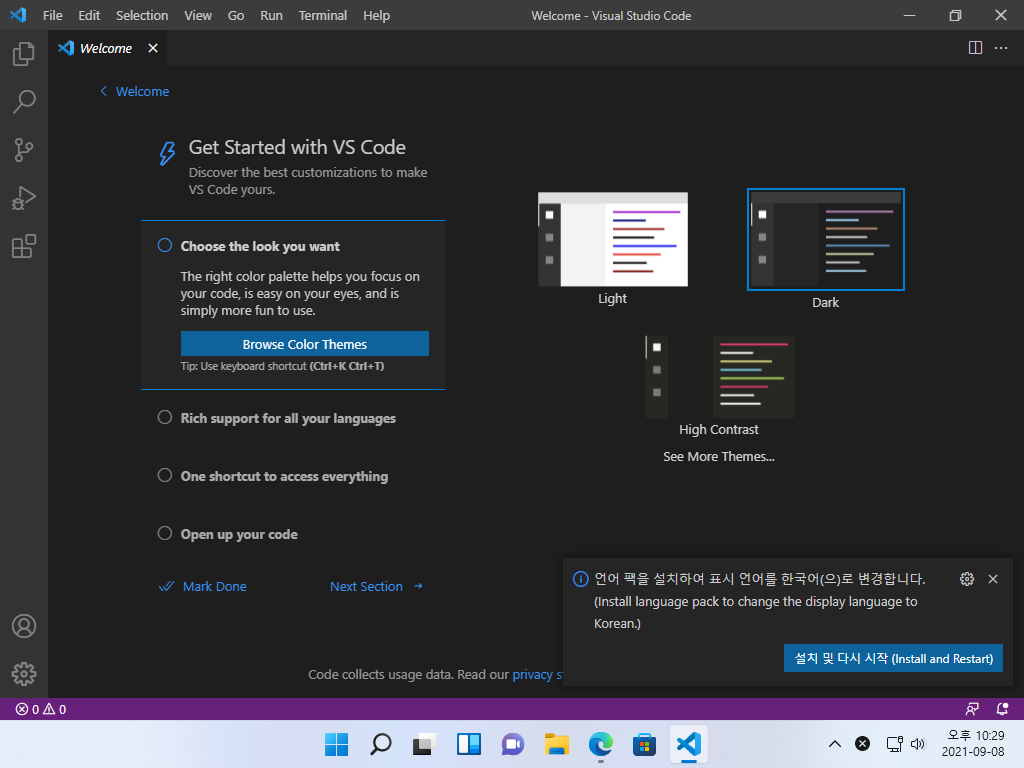 File Edit Selection View Go Run Terminal Help
Welcome - Visual Studio Code
Welcome
Welcome
Get Started with VS Code
Discover the best customizations to make
VS Code yours.
Choose the look you want
The right color palette helps you focus on
your code, is easy on your eyes, and is
simply more fun to use.
Browse Color Themes
Tip: Use keyboard shortcut (Ctrl+K Ctrl+T)
Rich support for all your languages
One shortcut to access everything
Open up your code
Mark Done
Next Section
Light
Dark
High Contrast
See More Themes...
Code collects usage data. Read our privacy
언어 팩을 설치하여 표시 언어를 한국어(으)로 변경합니다.
(Install language pack to change the display language to
Korean.)
설치 및 다시 시작 (Install and Restart)
0 0
오후 10:29
2021-09-08